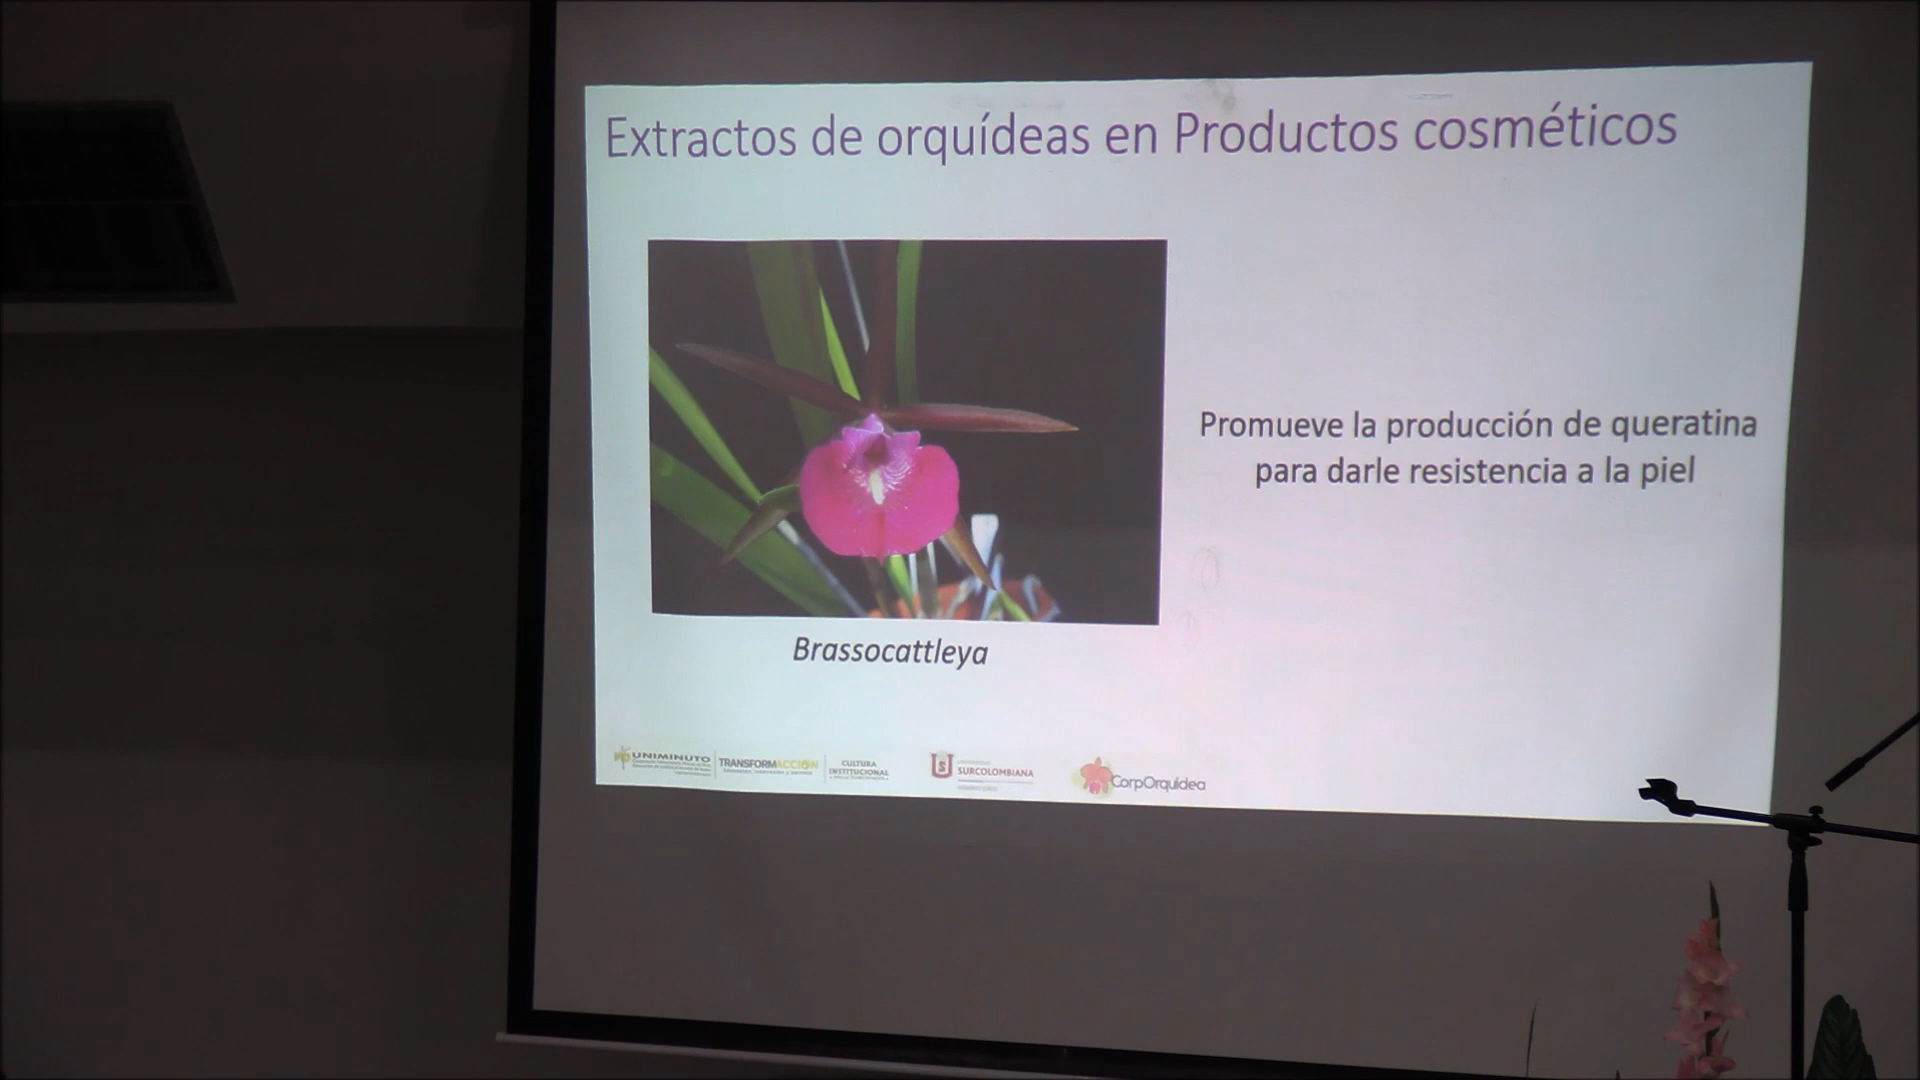 Extractos de orquídeas en Productos cosméticos
Promueve la producción de queratina
para darle resistencia a la piel
Brassocattleya
UNIMINUTO
TRANSFORMACCIÓN
CULTURA
INSTITUCIONAL
SURCOLOMBIANA
CorpOrquídea